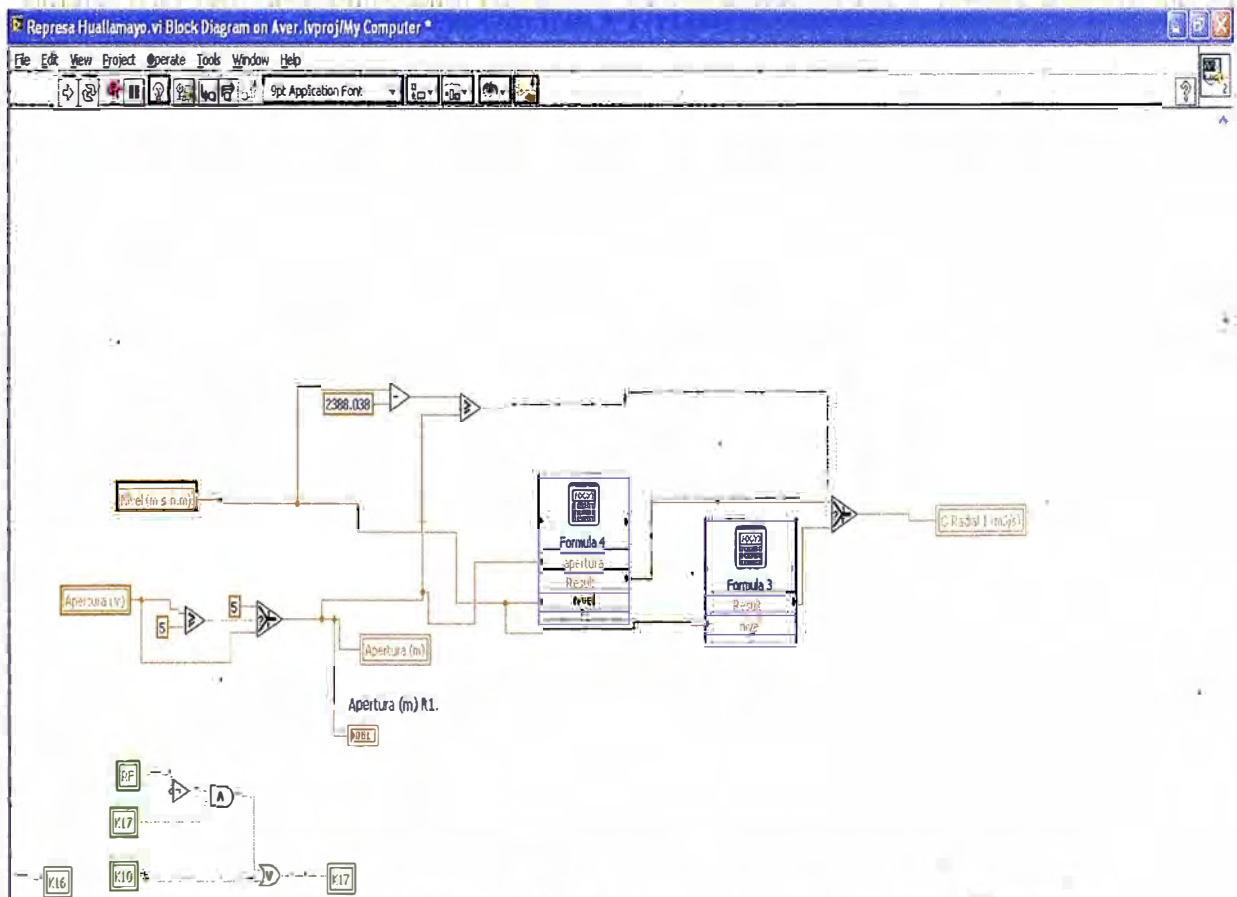 Represa Huallamayo.vi Block Diagram on Aver.lvproj/My Computer *
File Edit View Project Operate Tools Window Help
9pt Application Font
2388.038
Nivel (m s n.m)
Formula 4
apertura
Result
Formula 3
Result
Apertura (v)
5
5
Apertura (m)
Apertura (m) R1.
DBL
RF
K17
K10
K16
K17